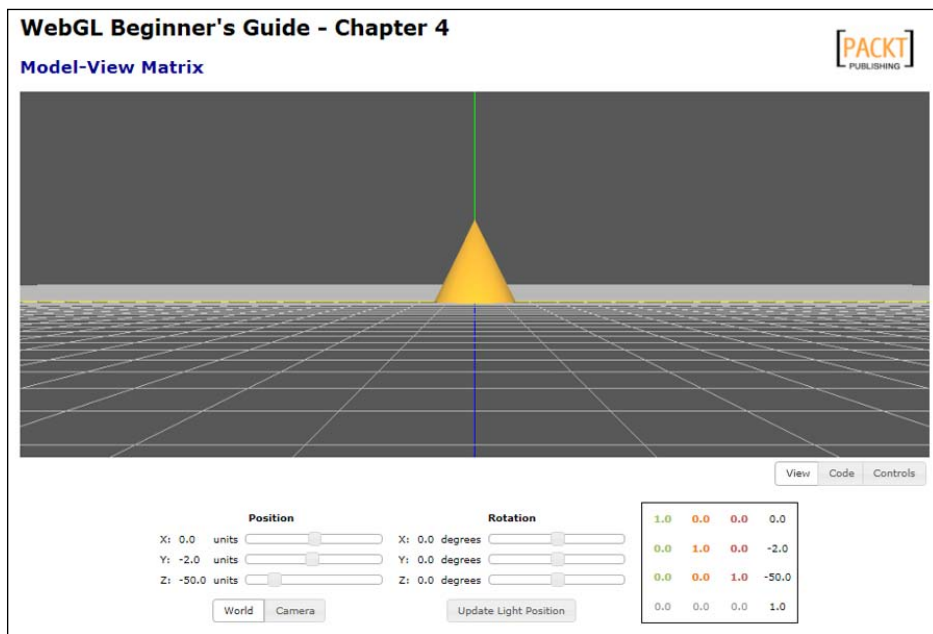 WebGL Beginner's Guide - Chapter 4
[PACKT]
PUBLISHING
Model-View Matrix
View Code Controls
Position Rotation
X: 0.0 units X: 0.0 degrees
Y: -2.0 units Y: 0.0 degrees
Z: -50.0 units Z: 0.0 degrees
World Camera Update Light Position
1.0 0.0 0.0 0.0
0.0 1.0 0.0 -2.0
0.0 0.0 1.0 -50.0
0.0 0.0 0.0 1.0